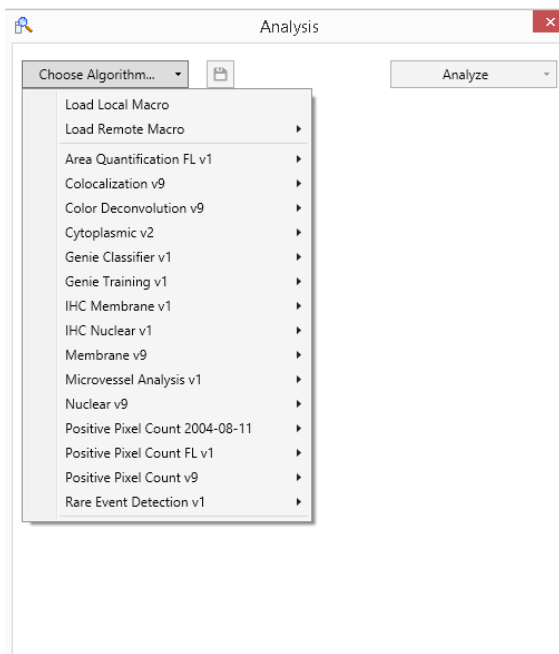 Analysis
Choose Algorithm...
Analyze
Load Local Macro
Load Remote Macro
Area Quantification FL v1
Colocalization v9
Color Deconvolution v9
Cytoplasmic v2
Genie Classifier v1
Genie Training v1
IHC Membrane v1
IHC Nuclear v1
Membrane v9
Microvessel Analysis v1
Nuclear v9
Positive Pixel Count 2004-08-11
Positive Pixel Count FL v1
Positive Pixel Count v9
Rare Event Detection v1